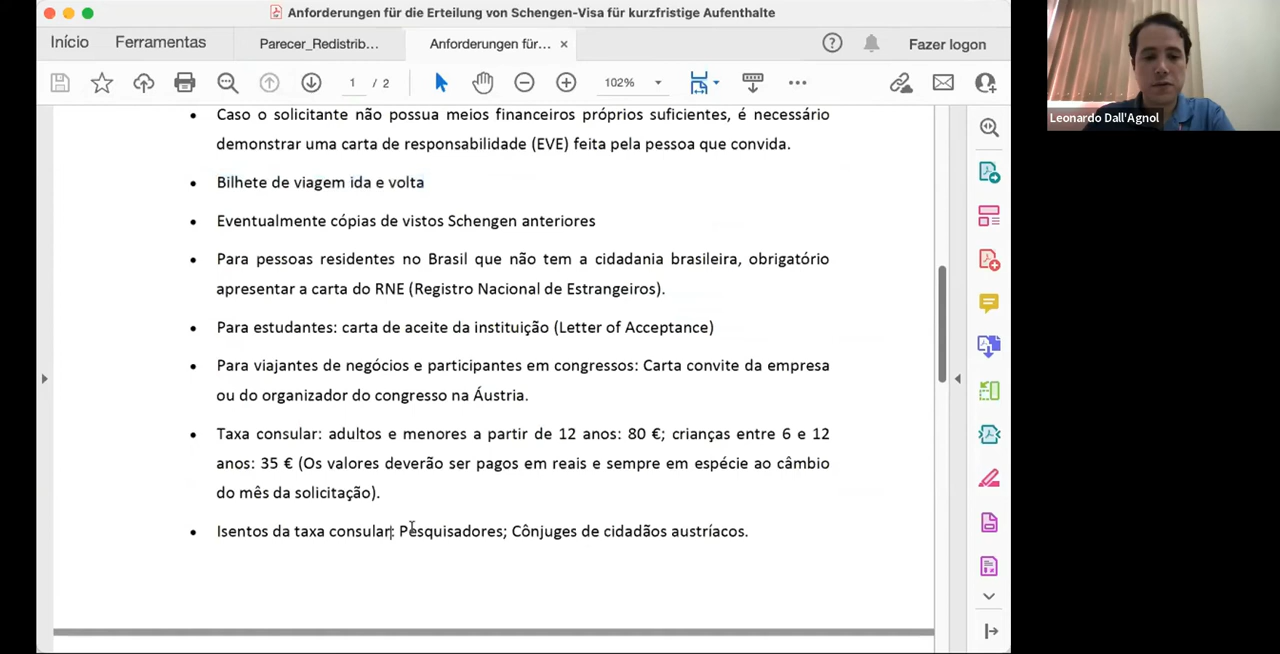 Anforderungen für die Erteilung von Schengen-Visa für kurzfristige Aufenthalte
Início Ferramentas Parecer_Redistrib... Anforderungen für... × Fazer logon
1 / 2 102%
• Caso o solicitante não possua meios financeiros próprios suficientes, é necessário
demonstrar uma carta de responsabilidade (EVE) feita pela pessoa que convida.
• Bilhete de viagem ida e volta
• Eventualmente cópias de vistos Schengen anteriores
• Para pessoas residentes no Brasil que não tem a cidadania brasileira, obrigatório
apresentar a carta do RNE (Registro Nacional de Estrangeiros).
• Para estudantes: carta de aceite da instituição (Letter of Acceptance)
• Para viajantes de negócios e participantes em congressos: Carta convite da empresa
ou do organizador do congresso na Áustria.
• Taxa consular: adultos e menores a partir de 12 anos: 80 €; crianças entre 6 e 12
anos: 35 € (Os valores deverão ser pagos em reais e sempre em espécie ao câmbio
do mês da solicitação).
• Isentos da taxa consular: Pesquisadores; Cônjuges de cidadãos austríacos.
Leonardo Dall'Agnol